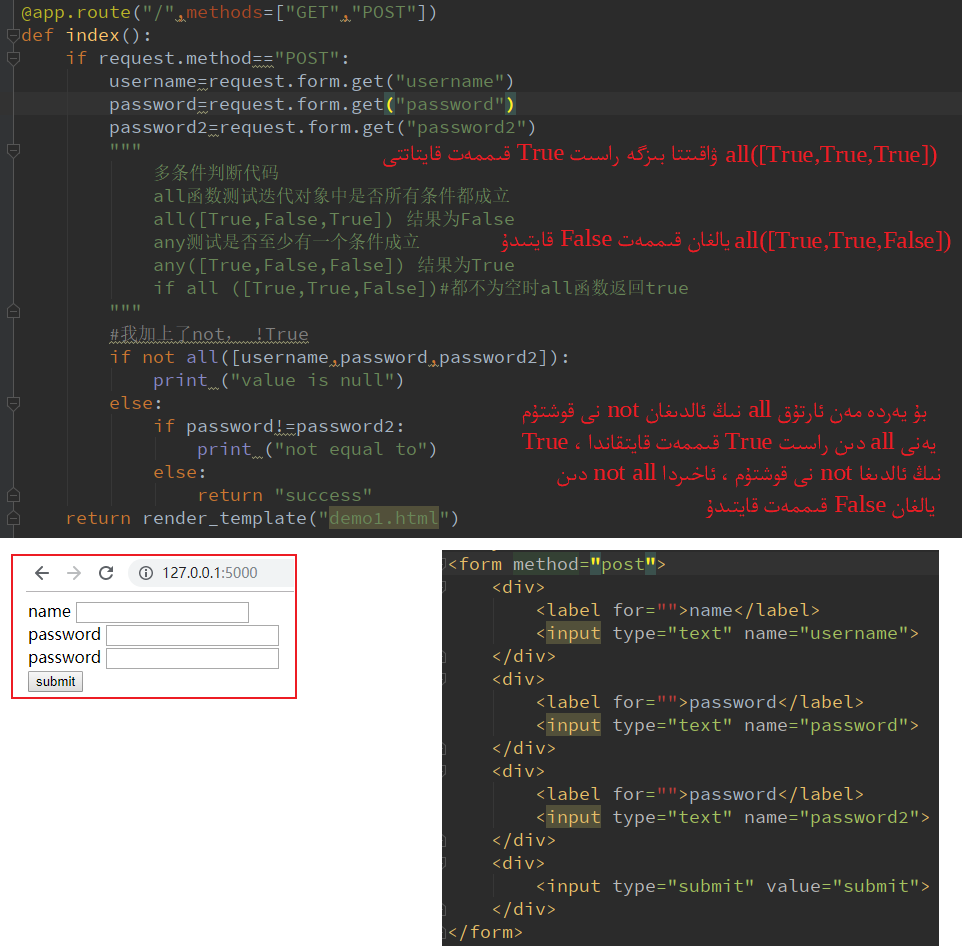 @app.route("/",methods=["GET","POST"])
def index():
if request.method=="POST":
username=request.form.get("username")
password=request.form.get("password")
password2=request.form.get("password2")
"""
all([True,True,True]) ۋاقىتتا بىزگە راست True قىممەت قايتاتتى
多条件判断代码
all函数测试迭代对象中是否所有条件都成立
all([True,False,True]) 结果为False
any测试是否至少有一个条件成立
all([True,True,False]) يالغان قىممەت False قايتىدۇ
any([True,False,False]) 结果为True
if all ([True,True,False])#都不为空时all函数返回true
"""
#我加上了not, !True
if not all([username,password,password2]):
print ("value is null")
else:
if password!=password2:
print ("not equal to")
else:
return "success"
return render_template("demo1.html")
بۇ يەردە مەن ئارتۇق all نىڭ ئالدىغان not نى قوشتۇم
يەنى all دىن راست True قىممەت قايتقاندا ، True
نىڭ ئالدىغا not نى قوشتۇم ، ئاخىردا not all دىن
يالغان False قىممەت قايتىدۇ
127.0.0.1:5000
name
password
password
submit
<form method="post">
<div>
<label for="">name</label>
<input type="text" name="username">
</div>
<div>
<label for="">password</label>
<input type="text" name="password">
</div>
<div>
<label for="">password</label>
<input type="text" name="password2">
</div>
<div>
<input type="submit" value="submit">
</div>
</form>